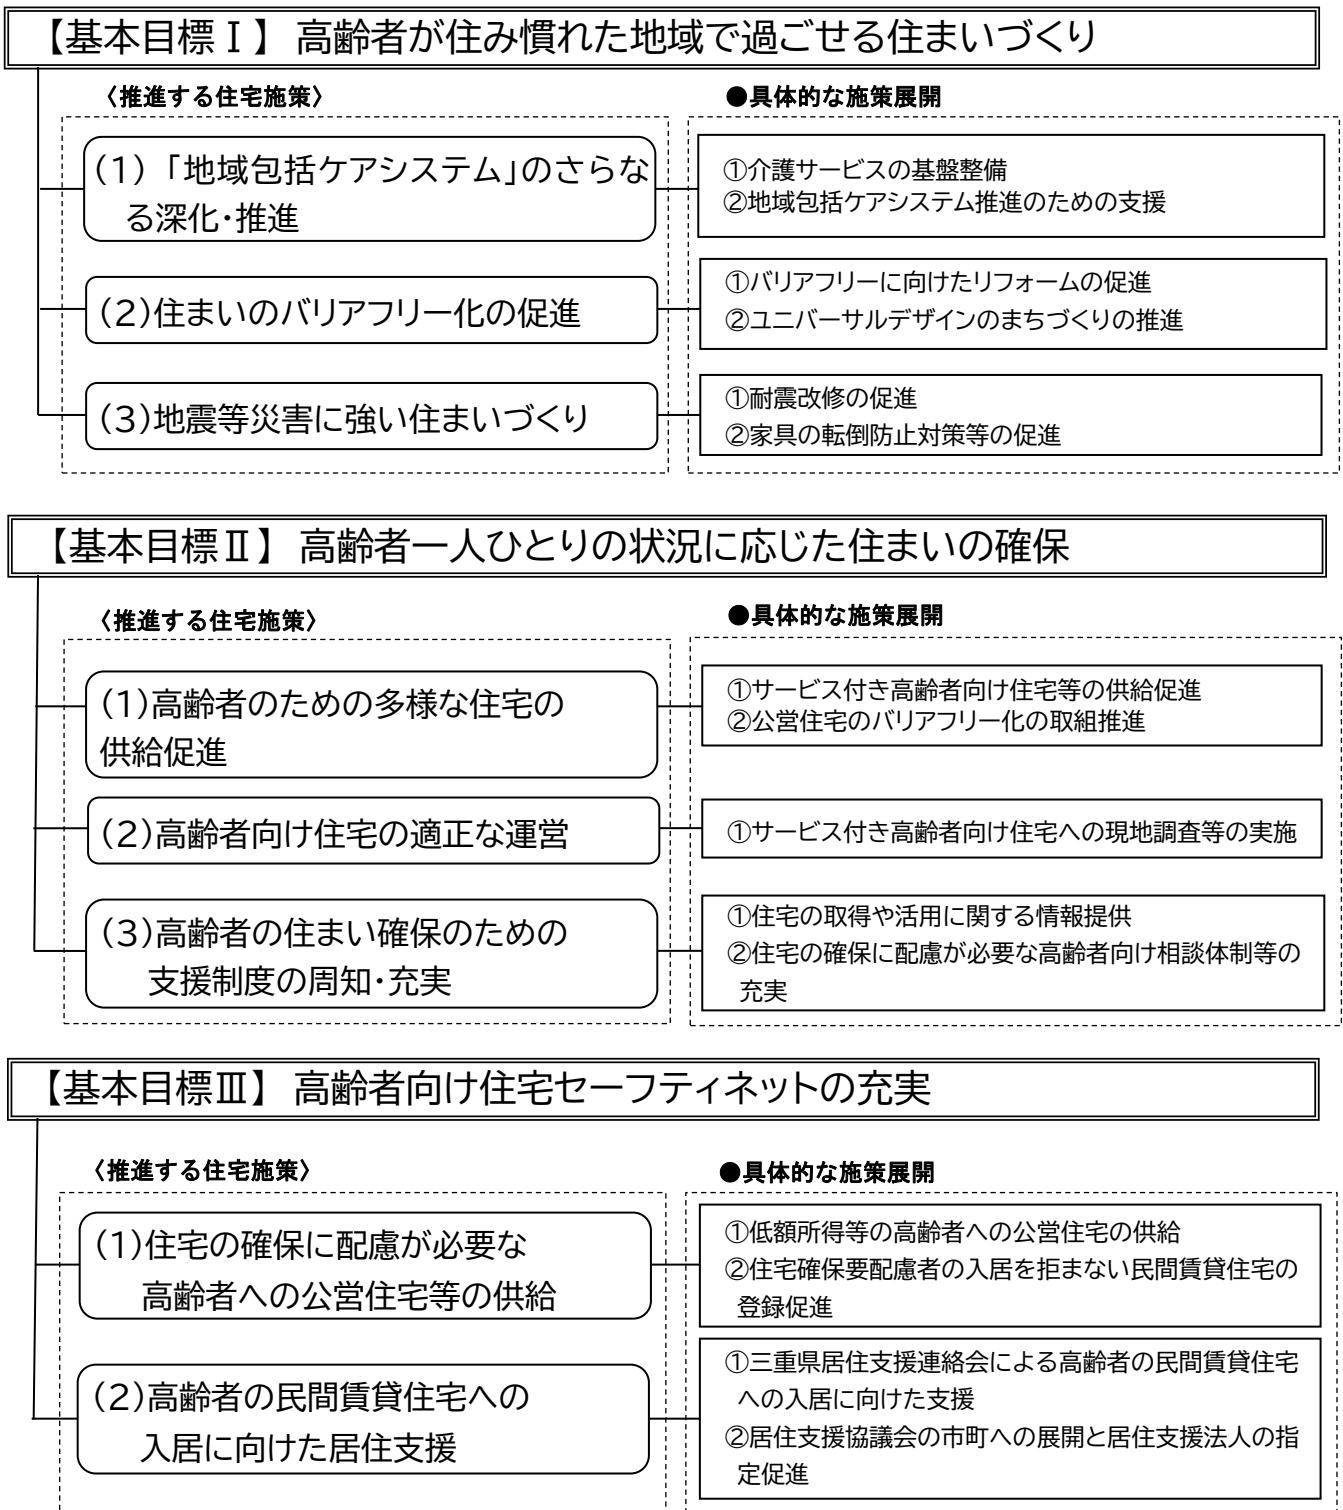 【基本目標Ⅰ】 高齢者が住み慣れた地域で過ごせる住まいづくり
〈推進する住宅施策〉
●具体的な施策展開
(1)「地域包括ケアシステム」のさらな
る深化・推進
①介護サービスの基盤整備
②地域包括ケアシステム推進のための支援
(2)住まいのバリアフリー化の促進
①バリアフリーに向けたリフォームの促進
②ユニバーサルデザインのまちづくりの推進
(3)地震等災害に強い住まいづくり
①耐震改修の促進
②家具の転倒防止対策等の促進
【基本目標Ⅱ】 高齢者一人ひとりの状況に応じた住まいの確保
〈推進する住宅施策〉
●具体的な施策展開
(1)高齢者のための多様な住宅の
供給促進
①サービス付き高齢者向け住宅等の供給促進
②公営住宅のバリアフリー化の取組推進
(2)高齢者向け住宅の適正な運営
①サービス付き高齢者向け住宅への現地調査等の実施
(3)高齢者の住まい確保のための
支援制度の周知・充実
①住宅の取得や活用に関する情報提供
②住宅の確保に配慮が必要な高齢者向け相談体制等の
充実
【基本目標Ⅲ】 高齢者向け住宅セーフティネットの充実
〈推進する住宅施策〉
●具体的な施策展開
(1)住宅の確保に配慮が必要な
高齢者への公営住宅等の供給
①低額所得等の高齢者への公営住宅の供給
②住宅確保要配慮者の入居を拒まない民間賃貸住宅の
登録促進
(2)高齢者の民間賃貸住宅への
入居に向けた居住支援
①三重県居住支援連絡会による高齢者の民間賃貸住宅
への入居に向けた支援
②居住支援協議会の市町への展開と居住支援法人の指
定促進